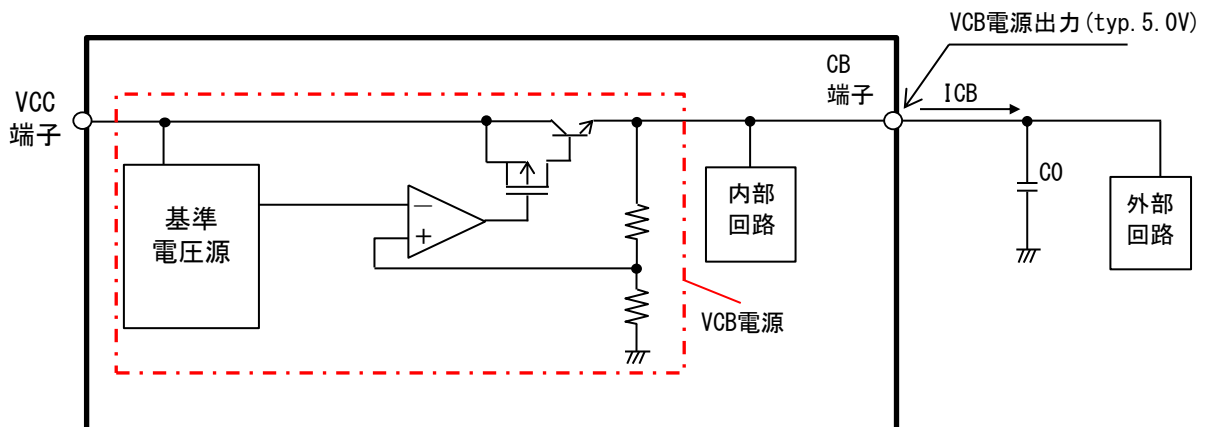 VCB電源出力(typ.5.0V)
CB
端子
ICB
VCC
端子
基準
電圧源
−
+
内部
回路
CO
外部
回路
VCB電源